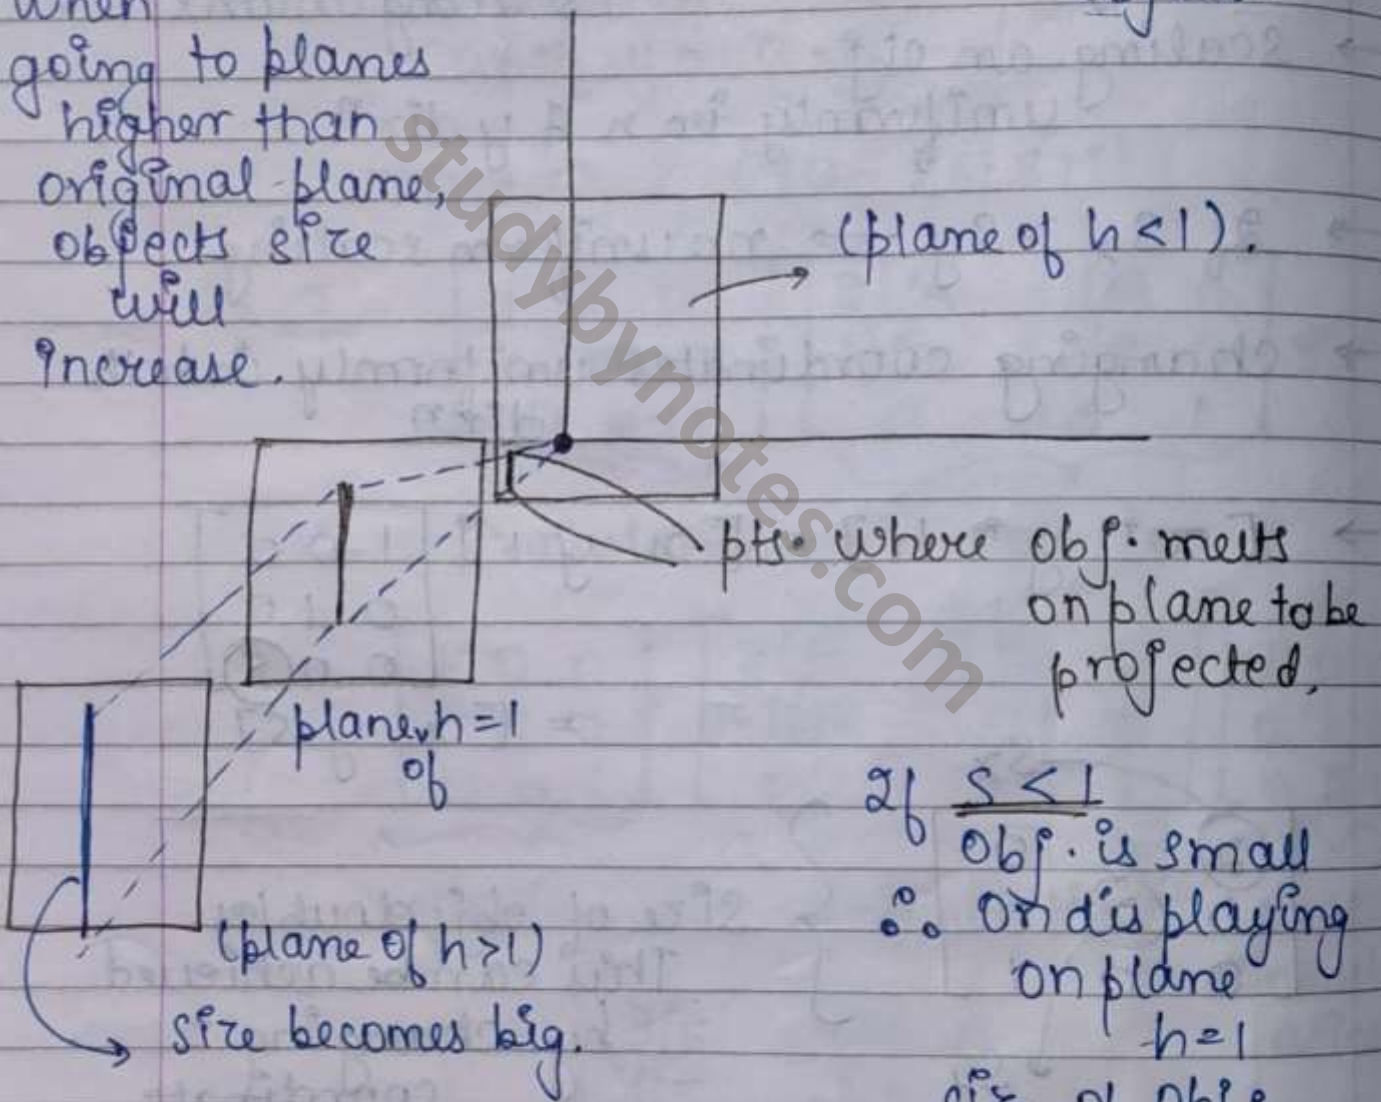 When
going to planes
higher than
original plane,
objects size
will
increase.
(plane of h<1).
pts. where obj. meets
on plane to be
projected.
plane, h=1
of
(plane of h>1)
size becomes big.
If s<1
Obj. is small
∴ on displaying
on plane
h=1
studybynotes.com